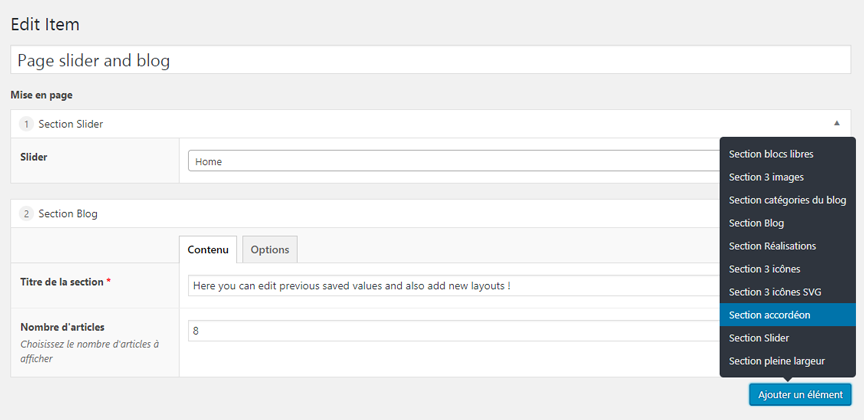 Edit Item
Page slider and blog
Mise en page
1 Section Slider
Slider
Home
2 Section Blog
Contenu
Options
Titre de la section *
Here you can edit previous saved values and also add new layouts !
Nombre d'articles
Choisissez le nombre d'articles à
afficher
8
Section blocs libres
Section 3 images
Section catégories du blog
Section Blog
Section Réalisations
Section 3 icônes
Section 3 icônes SVG
Section accordéon
Section Slider
Section pleine largeur
Ajouter un élément